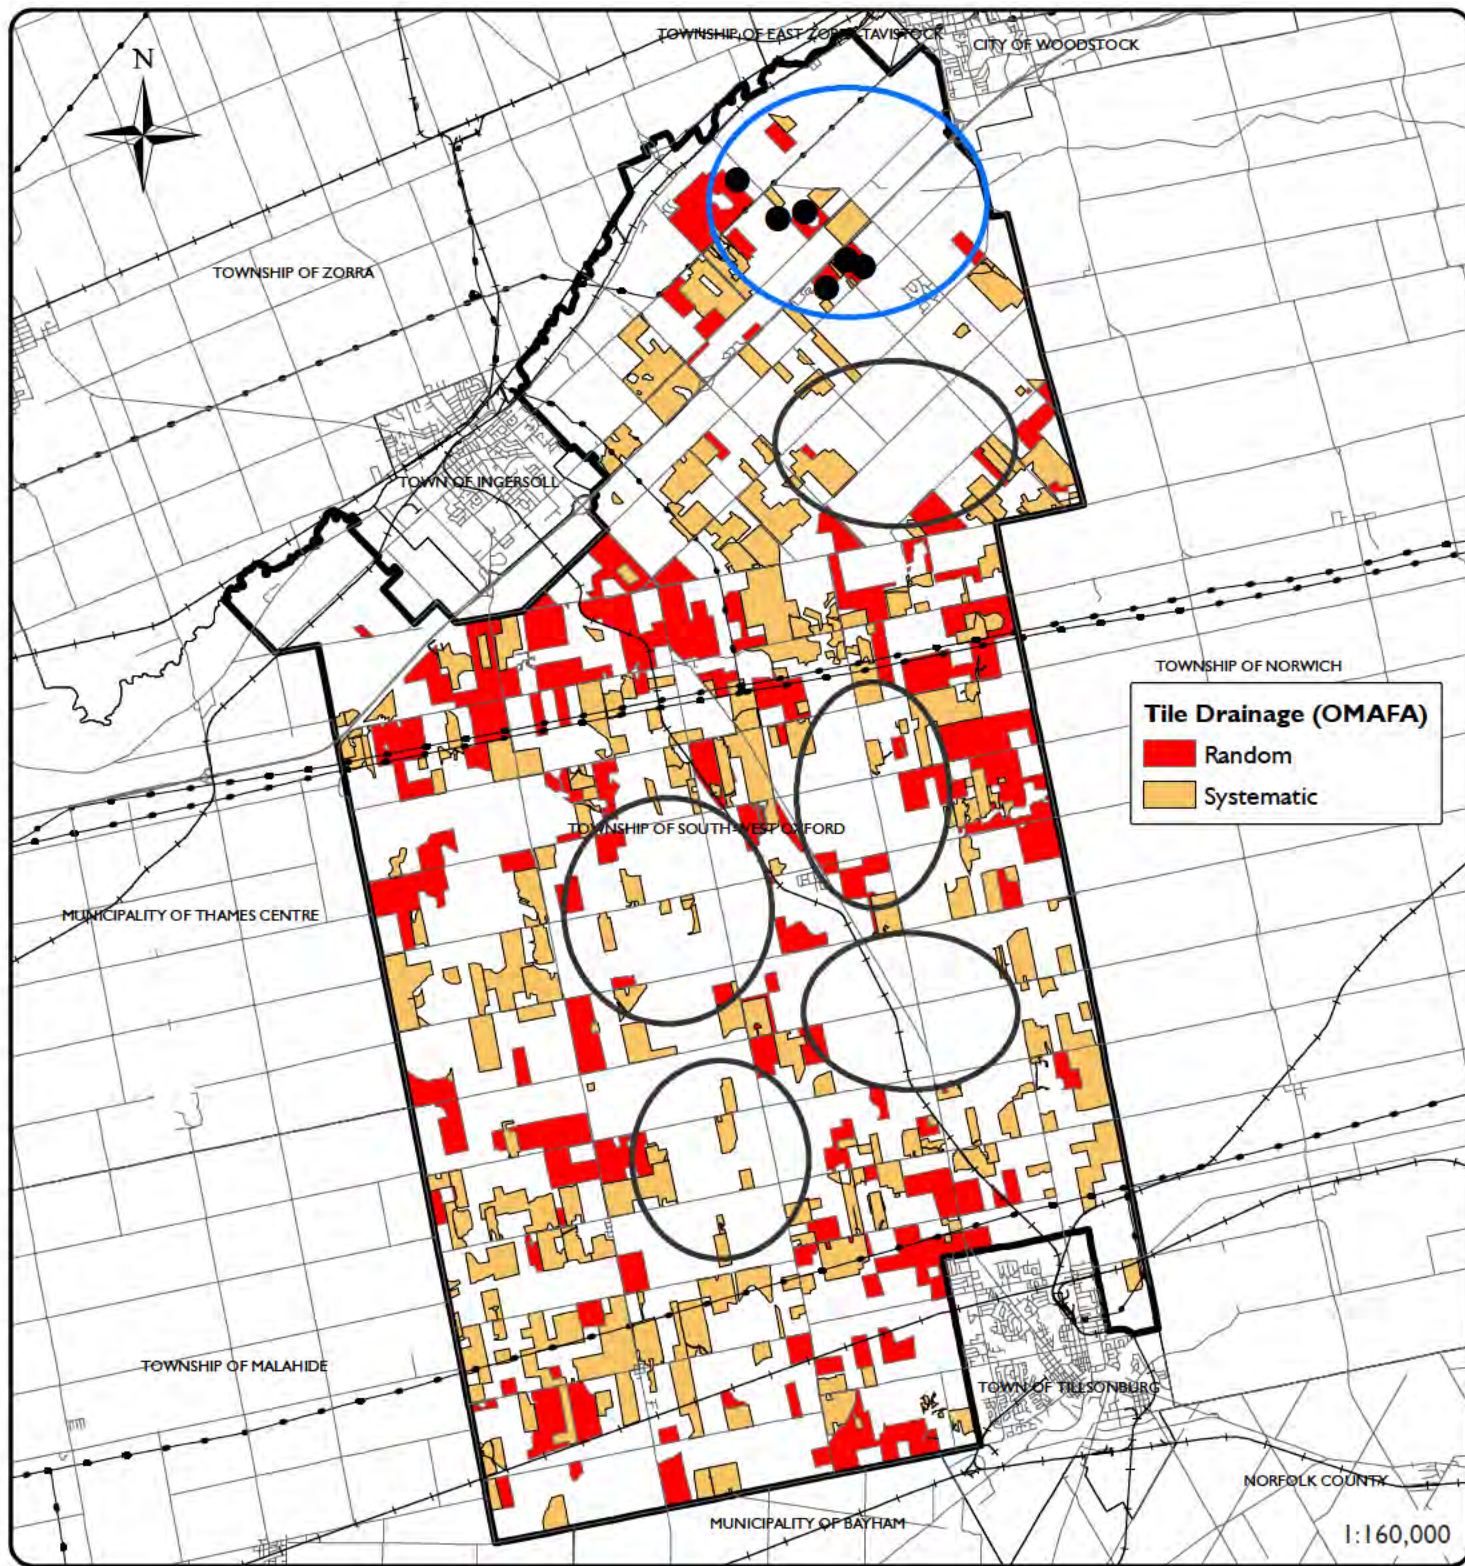 TOWNSHIP OF EAST ZORRA-TAVISTOCK
CITY OF WOODSTOCK
N
TOWNSHIP OF ZORRA
TOWN OF INGERSOLL
TOWNSHIP OF NORWICH
Tile Drainage (OMAFA)
Random
Systematic
TOWNSHIP OF SOUTH-WEST OXFORD
MUNICIPALITY OF THAMES CENTRE
TOWNSHIP OF MALAHIDE
TOWN OF TILLSONBURG
NORFOLK COUNTY
MUNICIPALITY OF BAYHAM
1:160,000